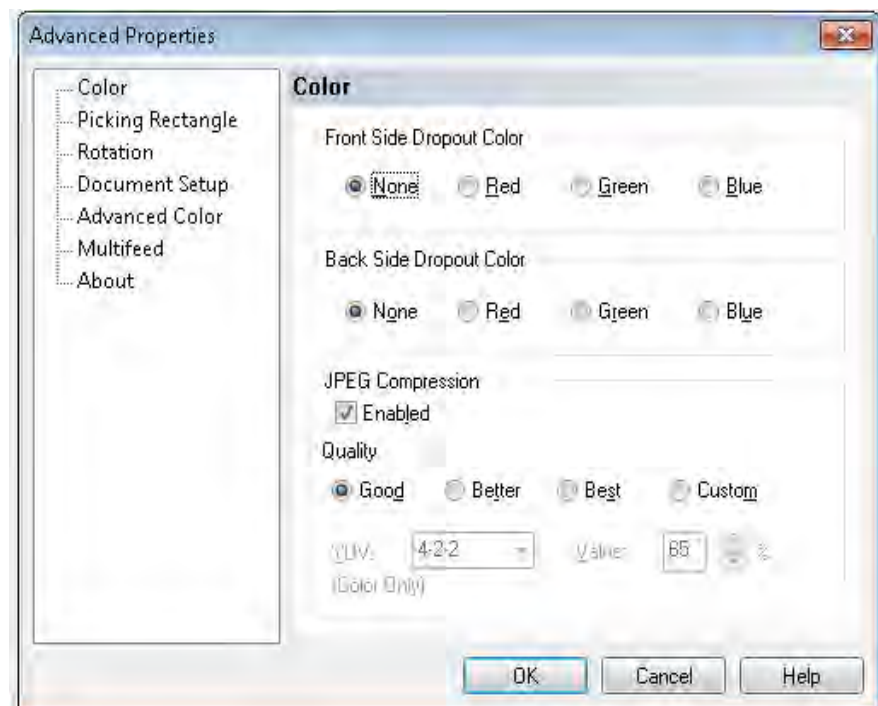 Advanced Properties
Color
Picking Rectangle
Rotation
Document Setup
Advanced Color
Multifeed
About
Color
Front Side Dropout Color
None Red Green Blue
Back Side Dropout Color
None Red Green Blue
JPEG Compression
Enabled
Quality
Good Better Best Custom
YUV: 4-2-2 Value: 65 %
(Color Only)
OK Cancel Help